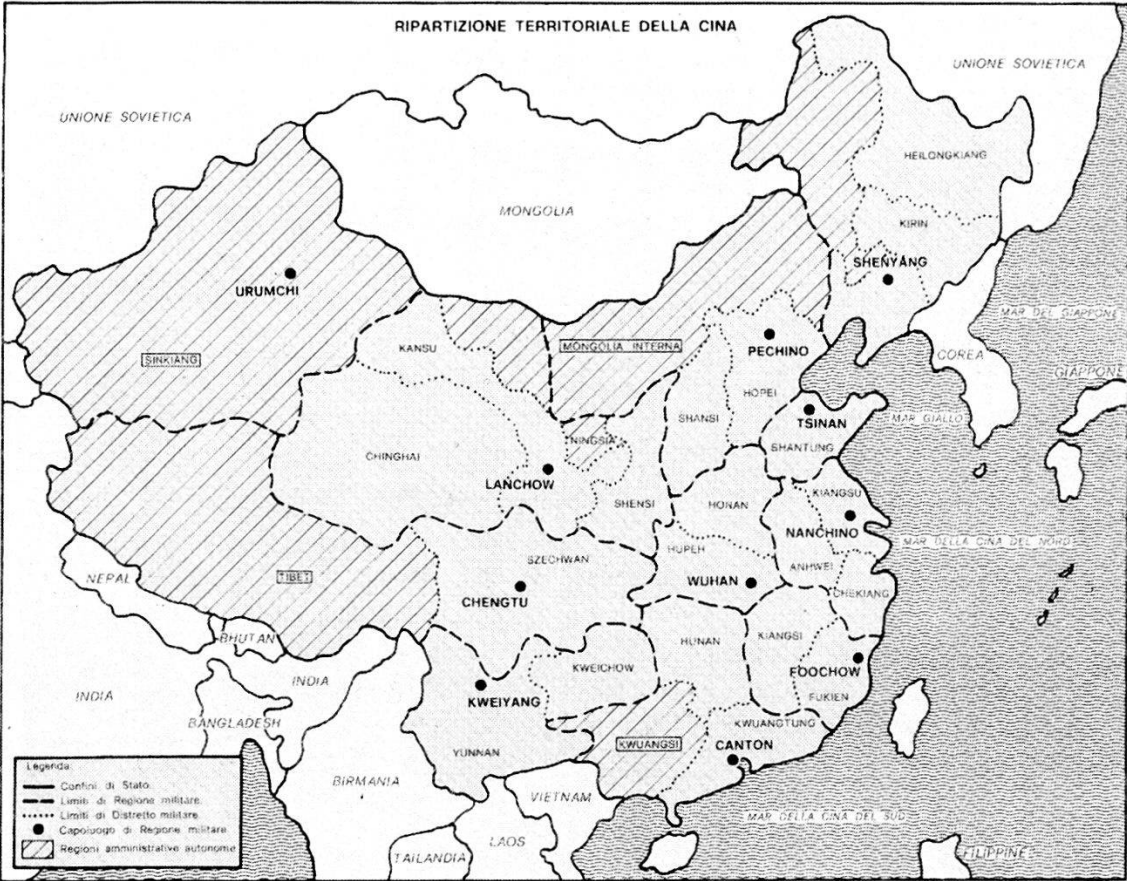 RIPARTIZIONE TERRITORIALE DELLA CINA
UNIONE SOVIETICA
UNIONE SOVIETICA
HEILONGKIANG
MONGOLIA
KIRIN
SHENYANG
URUMCHI
MAR DEL GIAPPONE
SINKIANG
KANSU
MONGOLIA INTERNA
PECHINO
COREA
GIAPPONE
HOPEI
SHANSI
TSINAN
MAR GIALLO
NINGSIA
SHANTUNG
CHINGHAI
LANCHOW
KIANGSU
SHENSI
HONAN
NANCHINO
MAR DELLA CINA DEL NORD
HUPEH
SZECHWAN
ANHWEI
NEPAL
TIBET
WUHAN
CHEKIANG
CHENGTU
BHUTAN
HUNAN
KIANGSI
KWEICHOW
FOOCHOW
INDIA
INDIA
KWEIYANG
FUKIEN
BANGLADESH
KWUANGTUNG
YUNNAN
KWUANGSI
CANTON
Legenda
Confini di Stato.
Limiti di Regione militare.
Limiti di Distretto militare.
Capoluogo di Regione militare
Regioni amministrative autonome
BIRMANIA
VIETNAM
MAR DELLA CINA DEL SUD
LAOS
TAILANDIA
FILIPPINE